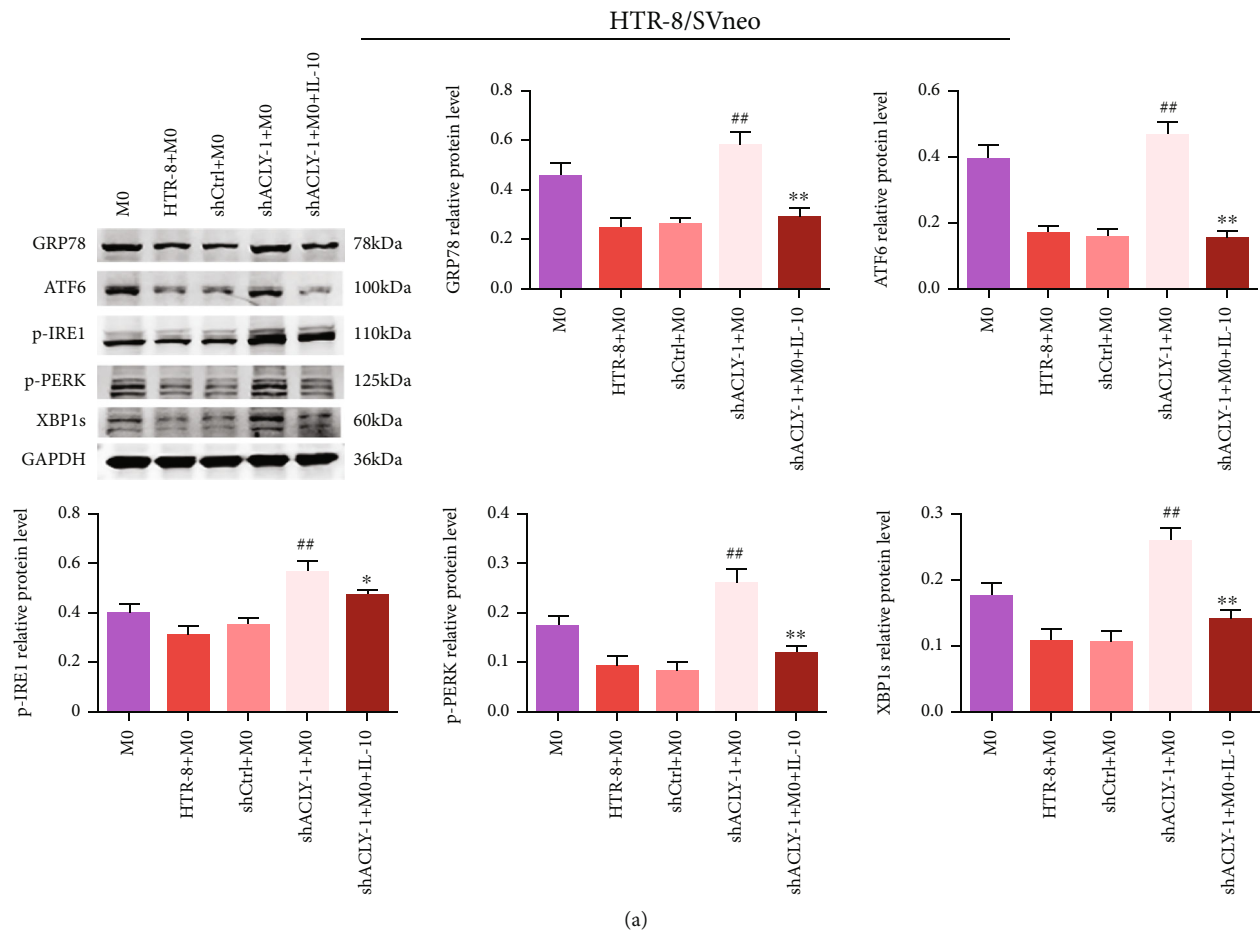 HTR-8/SVneo
M0
HTR-8+M0
shCtrl+M0
shACLY-1+M0
shACLY-1+M0+IL-10
GRP78 78kDa
ATF6 100kDa
p-IRE1 110kDa
p-PERK 125kDa
XBP1s 60kDa
GAPDH 36kDa
GRP78 relative protein level
0.8
0.6
0.4
0.2
0.0
##
**
M0
HTR-8+M0
shCtrl+M0
shACLY-1+M0
shACLY-1+M0+IL-10
ATF6 relative protein level
0.6
0.4
0.2
0.0
##
**
M0
HTR-8+M0
shCtrl+M0
shACLY-1+M0
shACLY-1+M0+IL-10
p-IRE1 relative protein level
0.8
0.6
0.4
0.2
0
##
*
M0
HTR-8+M0
shCtrl+M0
shACLY-1+M0
shACLY-1+M0+IL-10
p-PERK relative protein level
0.4
0.3
0.2
0.1
0.0
##
**
M0
HTR-8+M0
shCtrl+M0
shACLY-1+M0
shACLY-1+M0+IL-10
XBP1s relative protein level
0.3
0.2
0.1
0.0
##
**
M0
HTR-8+M0
shCtrl+M0
shACLY-1+M0
shACLY-1+M0+IL-10
(a)